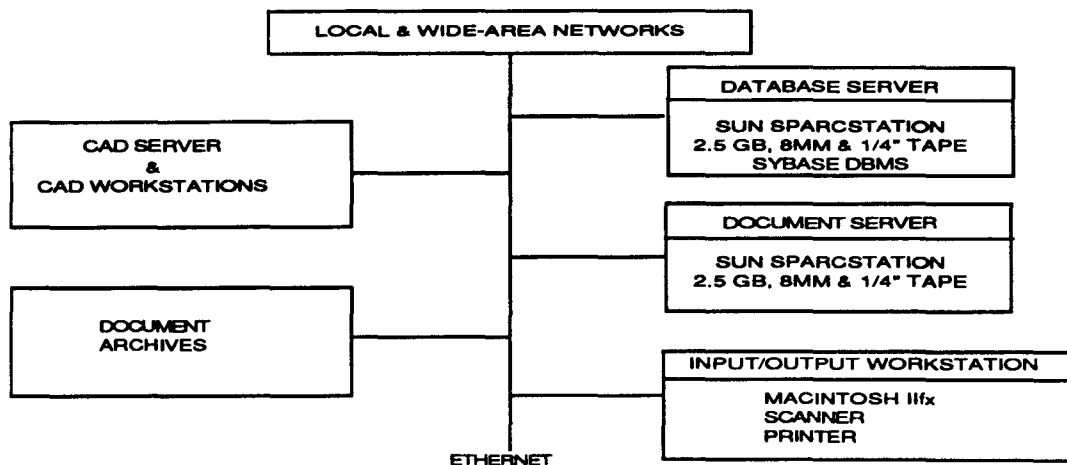 LOCAL & WIDE-AREA NETWORKS
DATABASE SERVER
SUN SPARCSTATION
2.5 GB, 8MM & 1/4" TAPE
SYBASE DBMS
CAD SERVER
&
CAD WORKSTATIONS
DOCUMENT SERVER
SUN SPARCSTATION
2.5 GB, 8MM & 1/4" TAPE
DOCUMENT
ARCHIVES
INPUT/OUTPUT WORKSTATION
MACINTOSH IIfx
SCANNER
PRINTER
ETHERNET